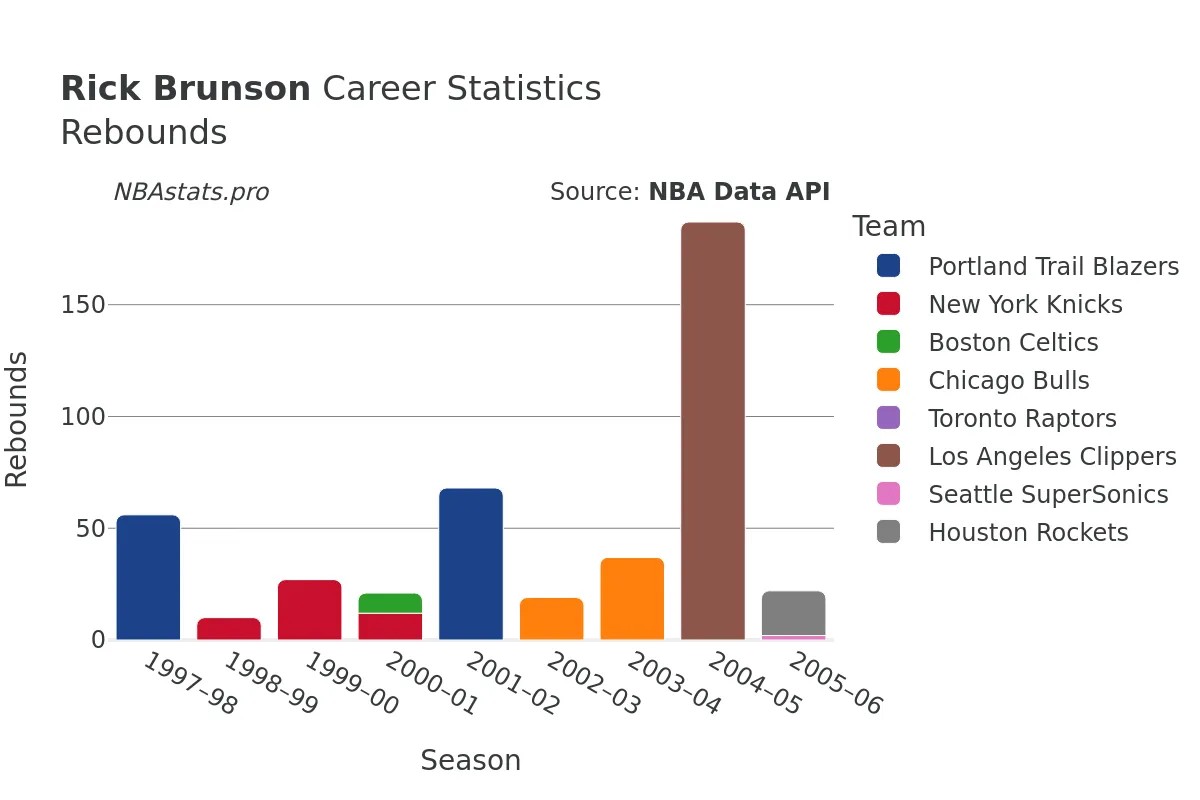 Rick Brunson Career Statistics
Rebounds
NBAstats.pro
Source: NBA Data API
Team
Portland Trail Blazers
New York Knicks
Boston Celtics
Chicago Bulls
Toronto Raptors
Los Angeles Clippers
Seattle SuperSonics
Houston Rockets
Rebounds
150
100
50
0
1997–98
1998–99
1999–00
2000–01
2001–02
2002–03
2003–04
2004–05
2005–06
Season